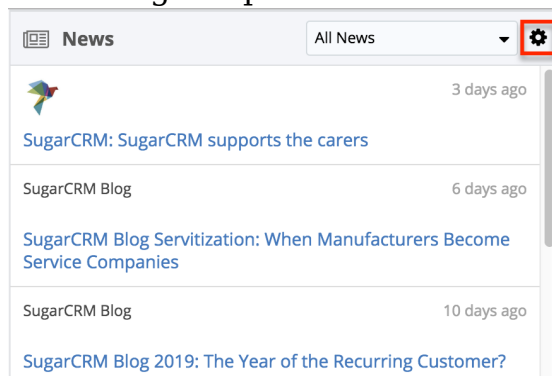 News
All News
3 days ago
SugarCRM: SugarCRM supports the carers
SugarCRM Blog
6 days ago
SugarCRM Blog Servitization: When Manufacturers Become
Service Companies
SugarCRM Blog
10 days ago
SugarCRM Blog 2019: The Year of the Recurring Customer?